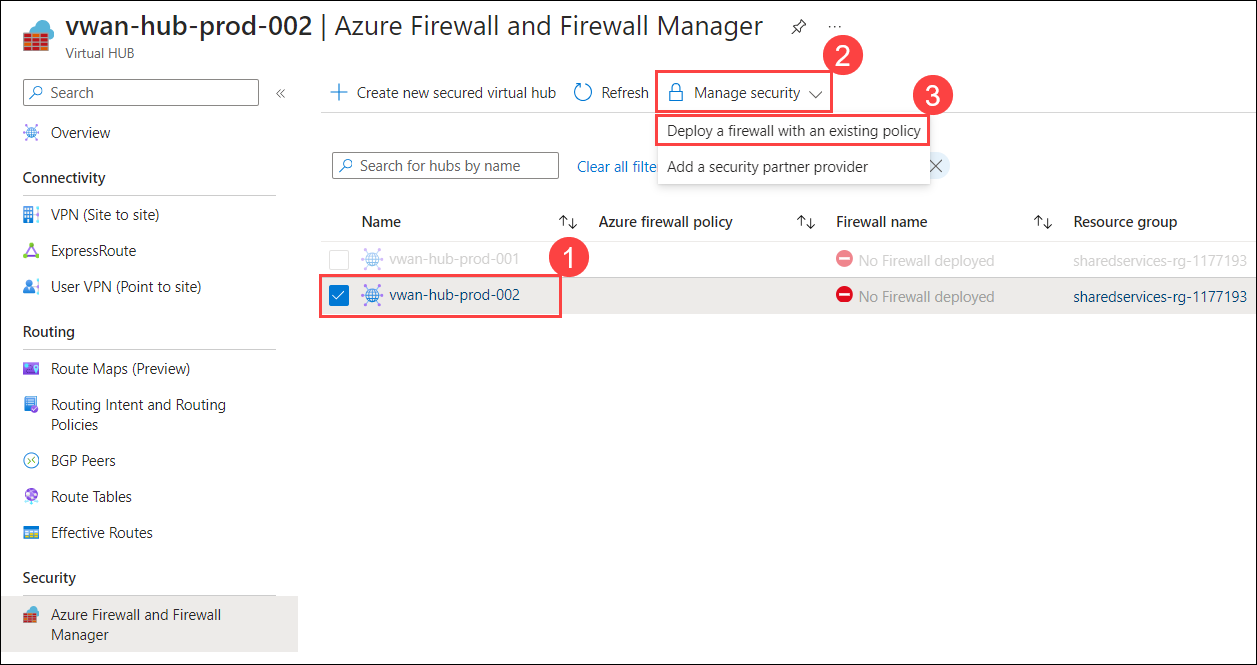 vwan-hub-prod-002 | Azure Firewall and Firewall Manager
Virtual HUB
2
Search
Create new secured virtual hub
Refresh
Manage security
3
Deploy a firewall with an existing policy
Overview
Search for hubs by name
Clear all filte
Add a security partner provider
Connectivity
VPN (Site to site)
ExpressRoute
User VPN (Point to site)
Routing
Route Maps (Preview)
Routing Intent and Routing
Policies
BGP Peers
Route Tables
Effective Routes
Security
Azure Firewall and Firewall
Manager
Name
Azure firewall policy
Firewall name
Resource group
1
vwan-hub-prod-001
No Firewall deployed
sharedservices-rg-1177193
vwan-hub-prod-002
No Firewall deployed
sharedservices-rg-1177193